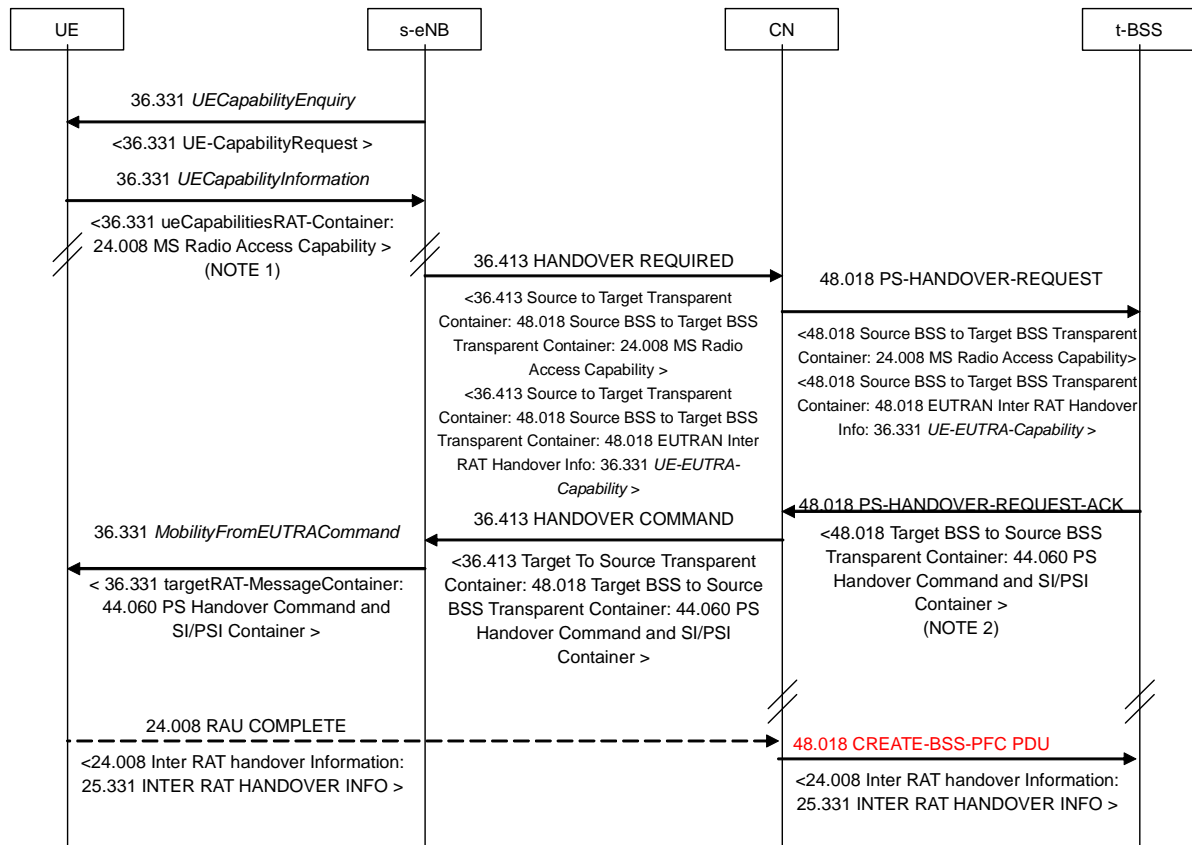 UE
s-eNB
CN
t-BSS
36.331 UECapabilityEnquiry
<36.331 UE-CapabilityRequest >
36.331 UECapabilityInformation
<36.331 ueCapabilitiesRAT-Container:
24.008 MS Radio Access Capability >
(NOTE 1)
36.413 HANDOVER REQUIRED
<36.413 Source to Target Transparent
Container: 48.018 Source BSS to Target BSS
Transparent Container: 24.008 MS Radio
Access Capability >
<36.413 Source to Target Transparent
Container: 48.018 Source BSS to Target BSS
Transparent Container: 48.018 EUTRAN Inter
RAT Handover Info: 36.331 UE-EUTRA-
Capability >
48.018 PS-HANDOVER-REQUEST
<48.018 Source BSS to Target BSS Transparent
Container: 24.008 MS Radio Access Capability>
<48.018 Source BSS to Target BSS Transparent
Container: 48.018 EUTRAN Inter RAT Handover
Info: 36.331 UE-EUTRA-Capability >
48.018 PS-HANDOVER-REQUEST-ACK
<48.018 Target BSS to Source BSS
Transparent Container: 44.060 PS
Handover Command and SI/PSI
Container >
(NOTE 2)
36.413 HANDOVER COMMAND
<36.413 Target To Source Transparent
Container: 48.018 Target BSS to Source
BSS Transparent Container: 44.060 PS
Handover Command and SI/PSI
Container >
36.331 MobilityFromEUTRACommand
< 36.331 targetRAT-MessageContainer:
44.060 PS Handover Command and
SI/PSI Container >
24.008 RAU COMPLETE
<24.008 Inter RAT handover Information:
25.331 INTER RAT HANDOVER INFO >
48.018 CREATE-BSS-PFC PDU
<24.008 Inter RAT handover Information:
25.331 INTER RAT HANDOVER INFO >